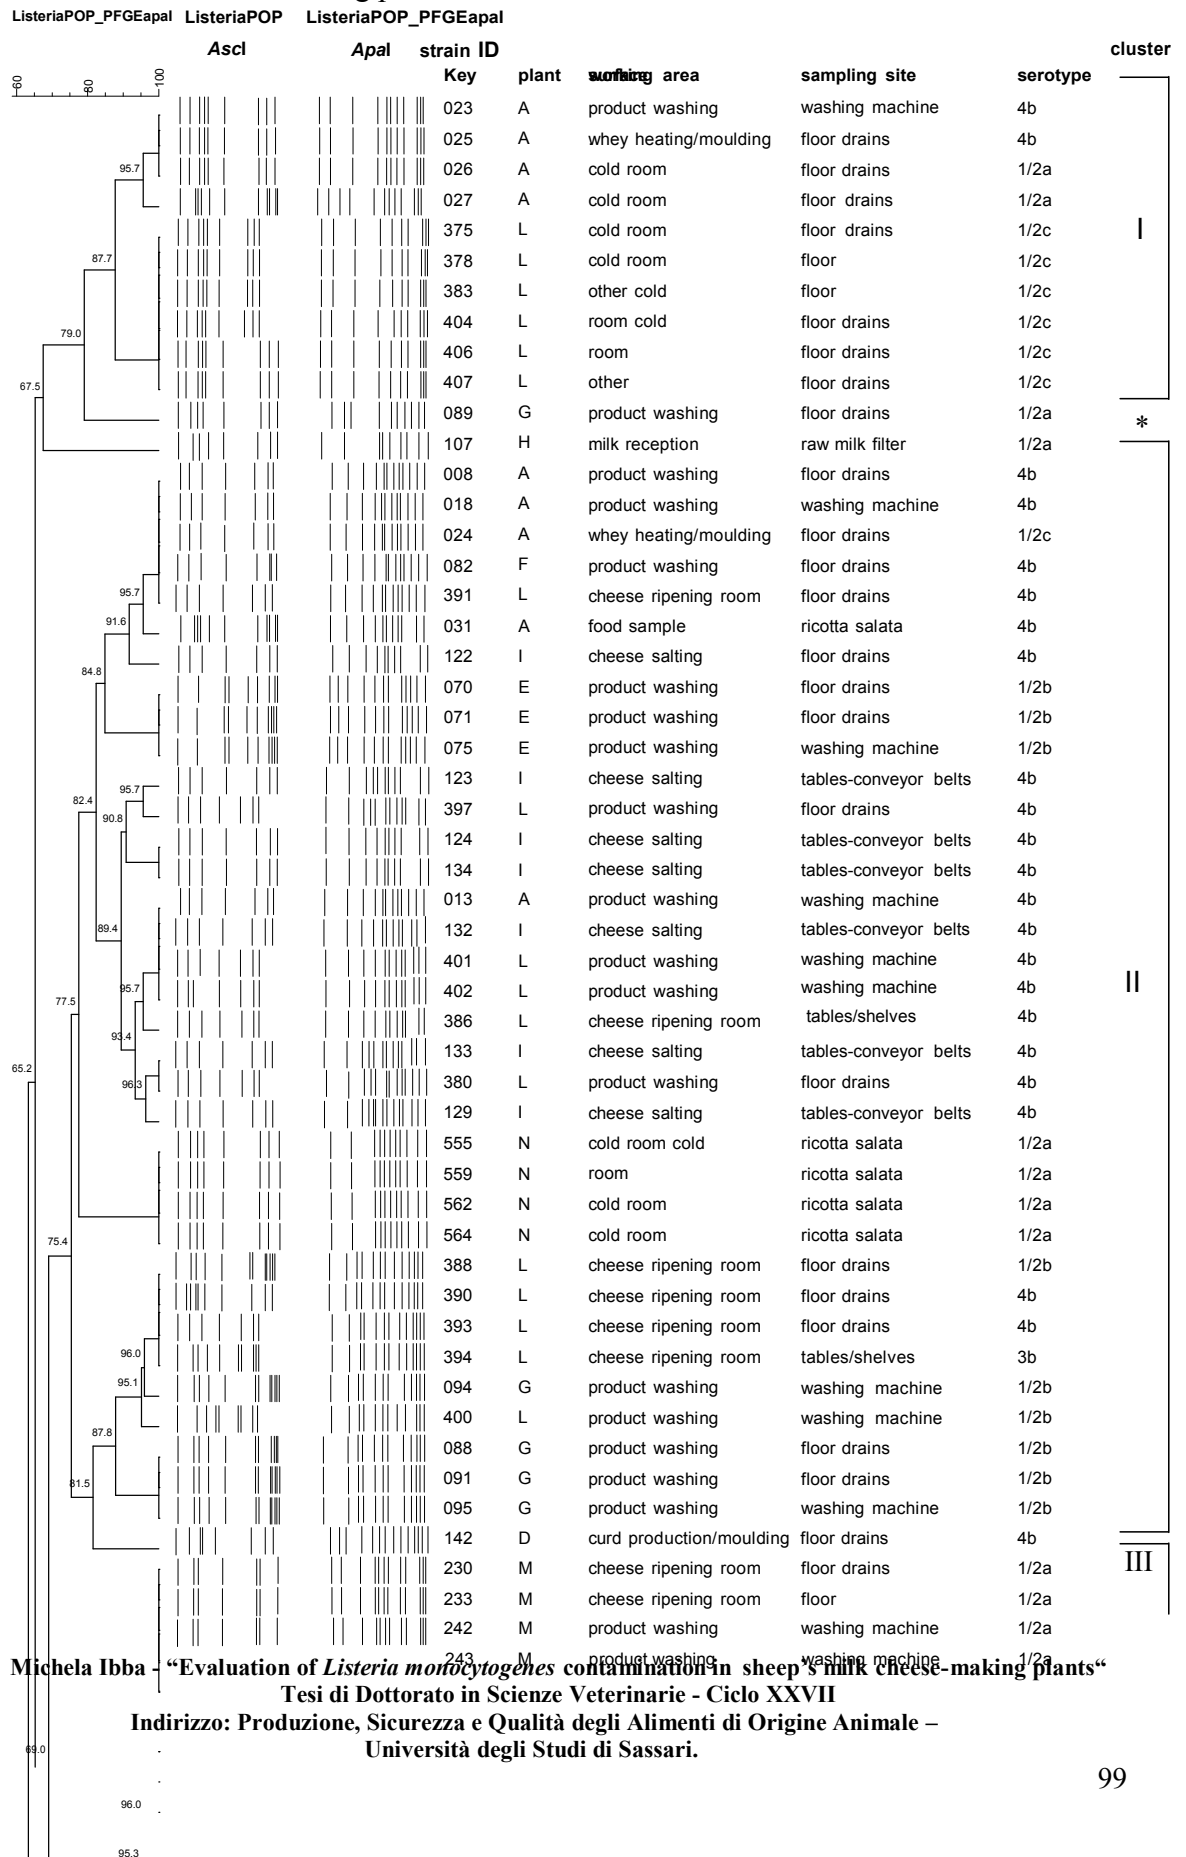 ListeriaPOP_PFGEapaI ListeriaPOP ListeriaPOP_PFGEapaI
AscI ApaI strain ID cluster
60 80 100 Key plant area sampling site serotype
023 A product washing washing machine 4b
025 A whey heating/moulding floor drains 4b
95.7 026 A cold room floor drains 1/2a
027 A cold room floor drains 1/2a
375 L cold room floor drains 1/2c I
87.7 378 L cold room floor 1/2c
383 L other cold floor 1/2c
79.0 404 L room cold floor drains 1/2c
406 L room floor drains 1/2c
67.5 407 L other floor drains 1/2c
089 G product washing floor drains 1/2a *
107 H milk reception raw milk filter 1/2a
008 A product washing floor drains 4b
018 A product washing washing machine 4b
024 A whey heating/moulding floor drains 1/2c
082 F product washing floor drains 4b
95.7 391 L cheese ripening room floor drains 4b
91.6 031 A food sample ricotta salata 4b
122 I cheese salting floor drains 4b
84.8 070 E product washing floor drains 1/2b
071 E product washing floor drains 1/2b
075 E product washing washing machine 1/2b
95.7 123 I cheese salting tables-conveyor belts 4b
82.4 397 L product washing floor drains 4b
90.8 124 I cheese salting tables-conveyor belts 4b
134 I cheese salting tables-conveyor belts 4b
013 A product washing washing machine 4b
89.4 132 I cheese salting tables-conveyor belts 4b
401 L product washing washing machine 4b
95.7 402 L product washing washing machine 4b II
77.5 386 L cheese ripening room tables/shelves 4b
93.4 133 I cheese salting tables-conveyor belts 4b
65.2 96.3 380 L product washing floor drains 4b
129 I cheese salting tables-conveyor belts 4b
555 N cold room cold ricotta salata 1/2a
559 N room ricotta salata 1/2a
562 N cold room ricotta salata 1/2a
75.4 564 N cold room ricotta salata 1/2a
388 L cheese ripening room floor drains 1/2b
390 L cheese ripening room floor drains 4b
393 L cheese ripening room floor drains 4b
96.0 394 L cheese ripening room tables/shelves 3b
95.1 094 G product washing washing machine 1/2b
87.8 400 L product washing washing machine 1/2b
088 G product washing floor drains 1/2b
81.5 091 G product washing floor drains 1/2b
095 G product washing washing machine 1/2b
142 D curd production/moulding floor drains 4b
230 M cheese ripening room floor drains 1/2a III
233 M cheese ripening room floor 1/2a
242 M product washing washing machine 1/2a
243 M product washing washing machine 1/2a
Michela Ibba - “Evaluation of Listeria monocytogenes contamination in sheep’s milk cheese-making plants“
Tesi di Dottorato in Scienze Veterinarie - Ciclo XXVII
Indirizzo: Produzione, Sicurezza e Qualità degli Alimenti di Origine Animale –
Università degli Studi di Sassari.
69.0
99
96.0
95.3